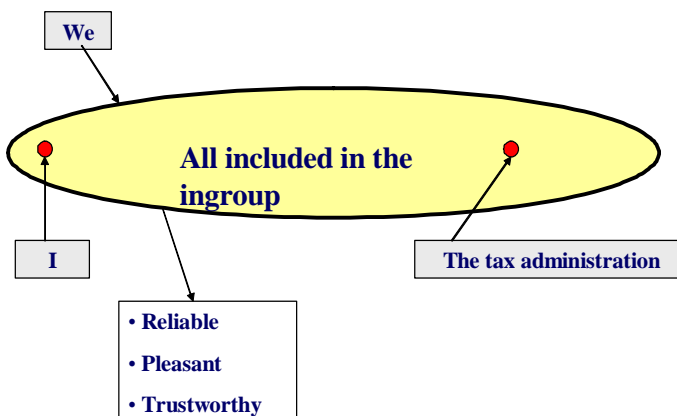 We
All included in the
ingroup
I
The tax administration
• Reliable
• Pleasant
• Trustworthy